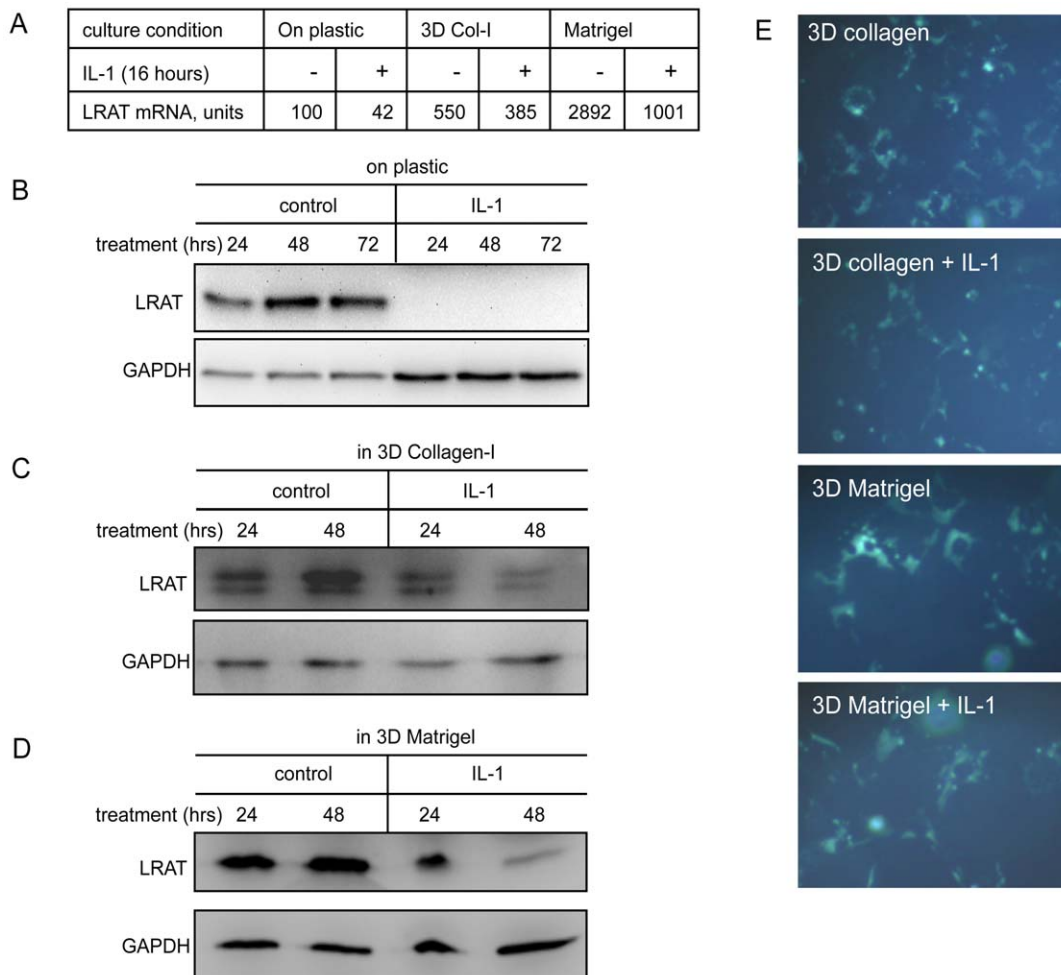 A
culture condition On plastic 3D Col-I Matrigel
IL-1 (16 hours) - + - + - +
LRAT mRNA, units 100 42 550 385 2892 1001
B
on plastic
control IL-1
treatment (hrs) 24 48 72 24 48 72
LRAT
GAPDH
C
in 3D Collagen-I
control IL-1
treatment (hrs) 24 48 24 48
LRAT
GAPDH
D
in 3D Matrigel
control IL-1
treatment (hrs) 24 48 24 48
LRAT
GAPDH
E
3D collagen
3D collagen + IL-1
3D Matrigel
3D Matrigel + IL-1